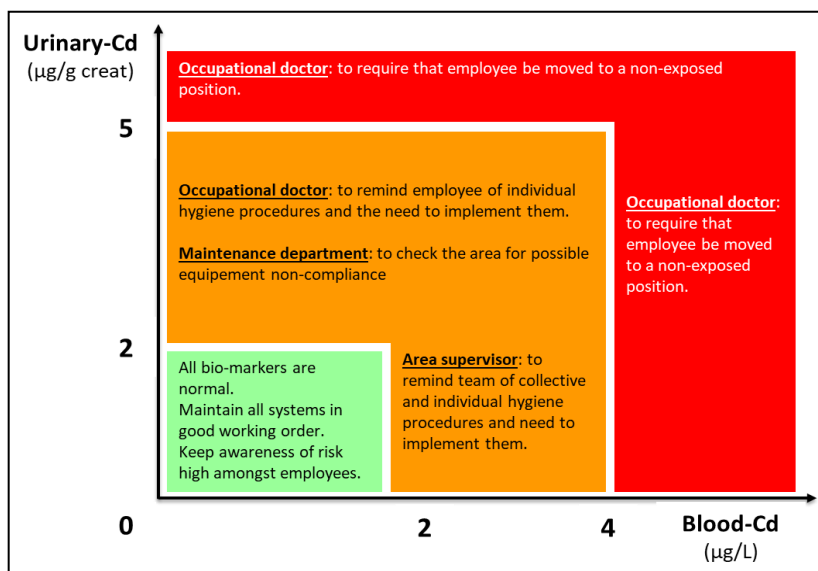 Urinary-Cd
(µg/g creat)
Occupational doctor: to require that employee be moved to a non-exposed
position.
5
Occupational doctor: to remind employee of individual
hygiene procedures and the need to implement them.
Maintenance department: to check the area for possible
equipement non-compliance
Occupational doctor:
to require that
employee be moved
to a non-exposed
position.
2
All bio-markers are
normal.
Maintain all systems in
good working order.
Keep awareness of risk
high amongst employees.
Area supervisor: to
remind team of collective
and individual hygiene
procedures and need to
implement them.
0
2
4
Blood-Cd
(µg/L)